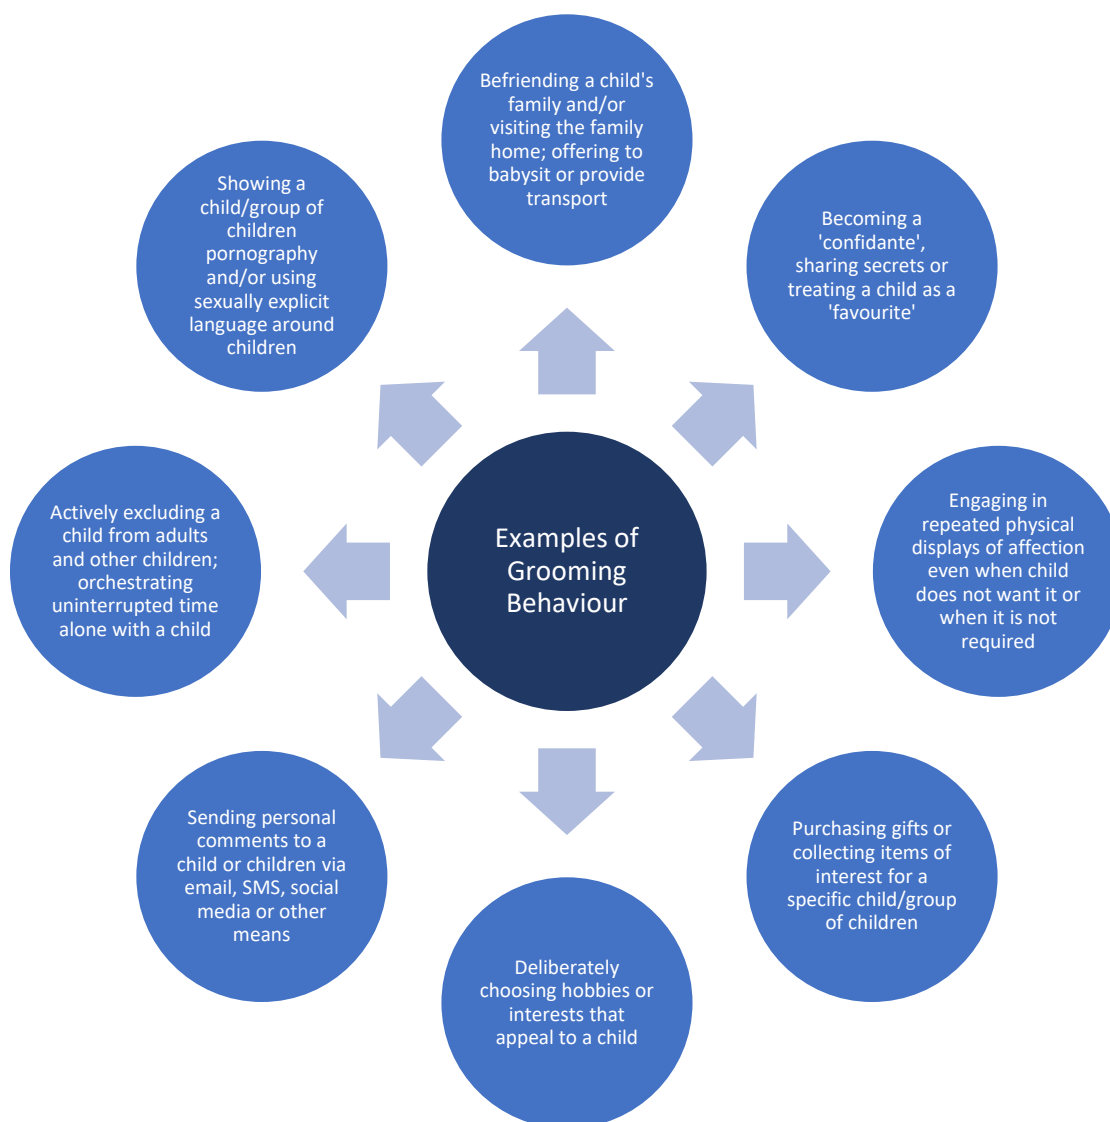 Befriending a child's
family and/or
visiting the family
home; offering to
babysit or provide
transport
Becoming a
'confidante',
sharing secrets or
treating a child as a
'favourite'
Engaging in
repeated physical
displays of affection
even when child
does not want it or
when it is not
required
Purchasing gifts or
collecting items of
interest for a
specific child/group
of children
Deliberately
choosing hobbies or
interests that
appeal to a child
Sending personal
comments to a
child or children via
email, SMS, social
media or other
means
Actively excluding a
child from adults
and other children;
orchestrating
uninterrupted time
alone with a child
Showing a
child/group of
children
pornography
and/or using
sexually explicit
language around
children
Examples of
Grooming
Behaviour